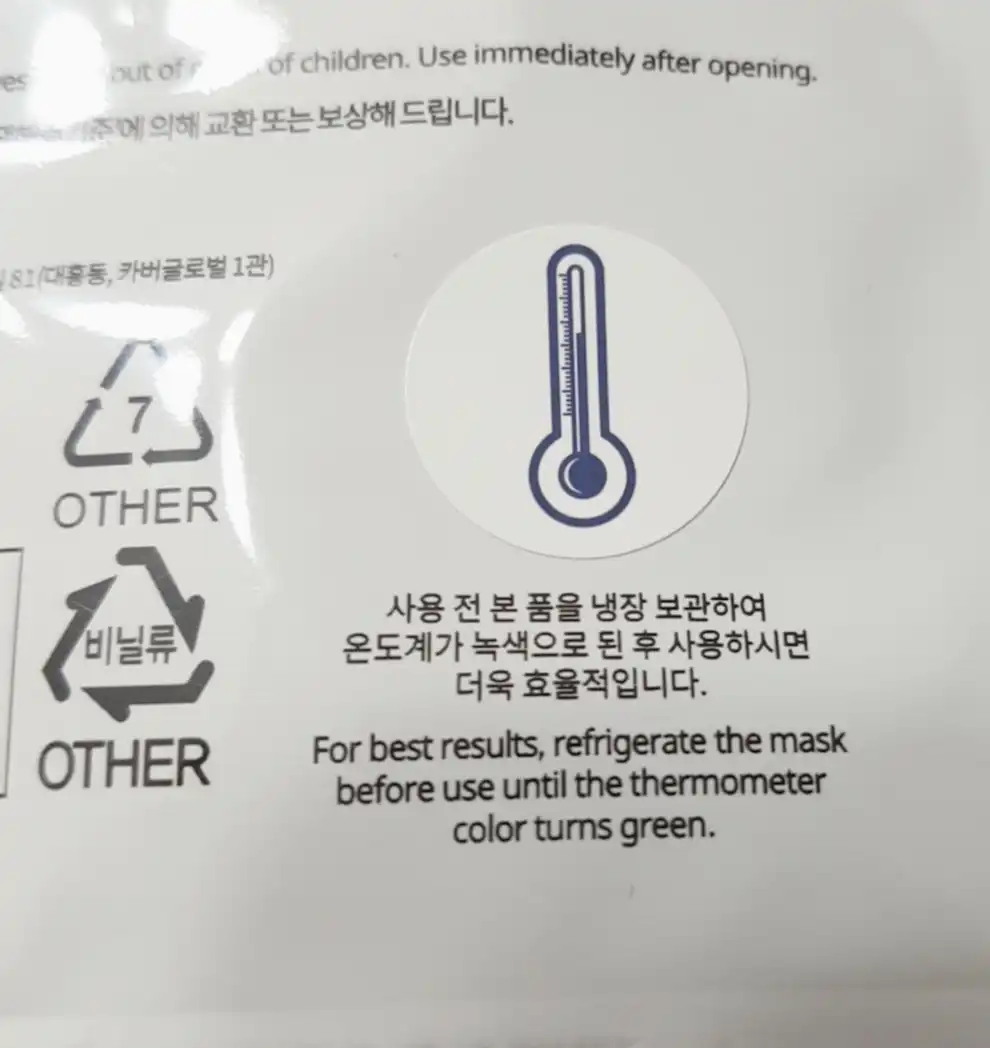 out of
of children. Use immediately after opening.
에 의해 교환 또는 보상해 드립니다.
81(대흥동, 카버글로벌 1관)
7
OTHER
비닐류
OTHER
사용 전 본 품을 냉장 보관하여
온도계가 녹색으로 된 후 사용하시면
더욱 효율적입니다.
For best results, refrigerate the mask
before use until the thermometer
color turns green.